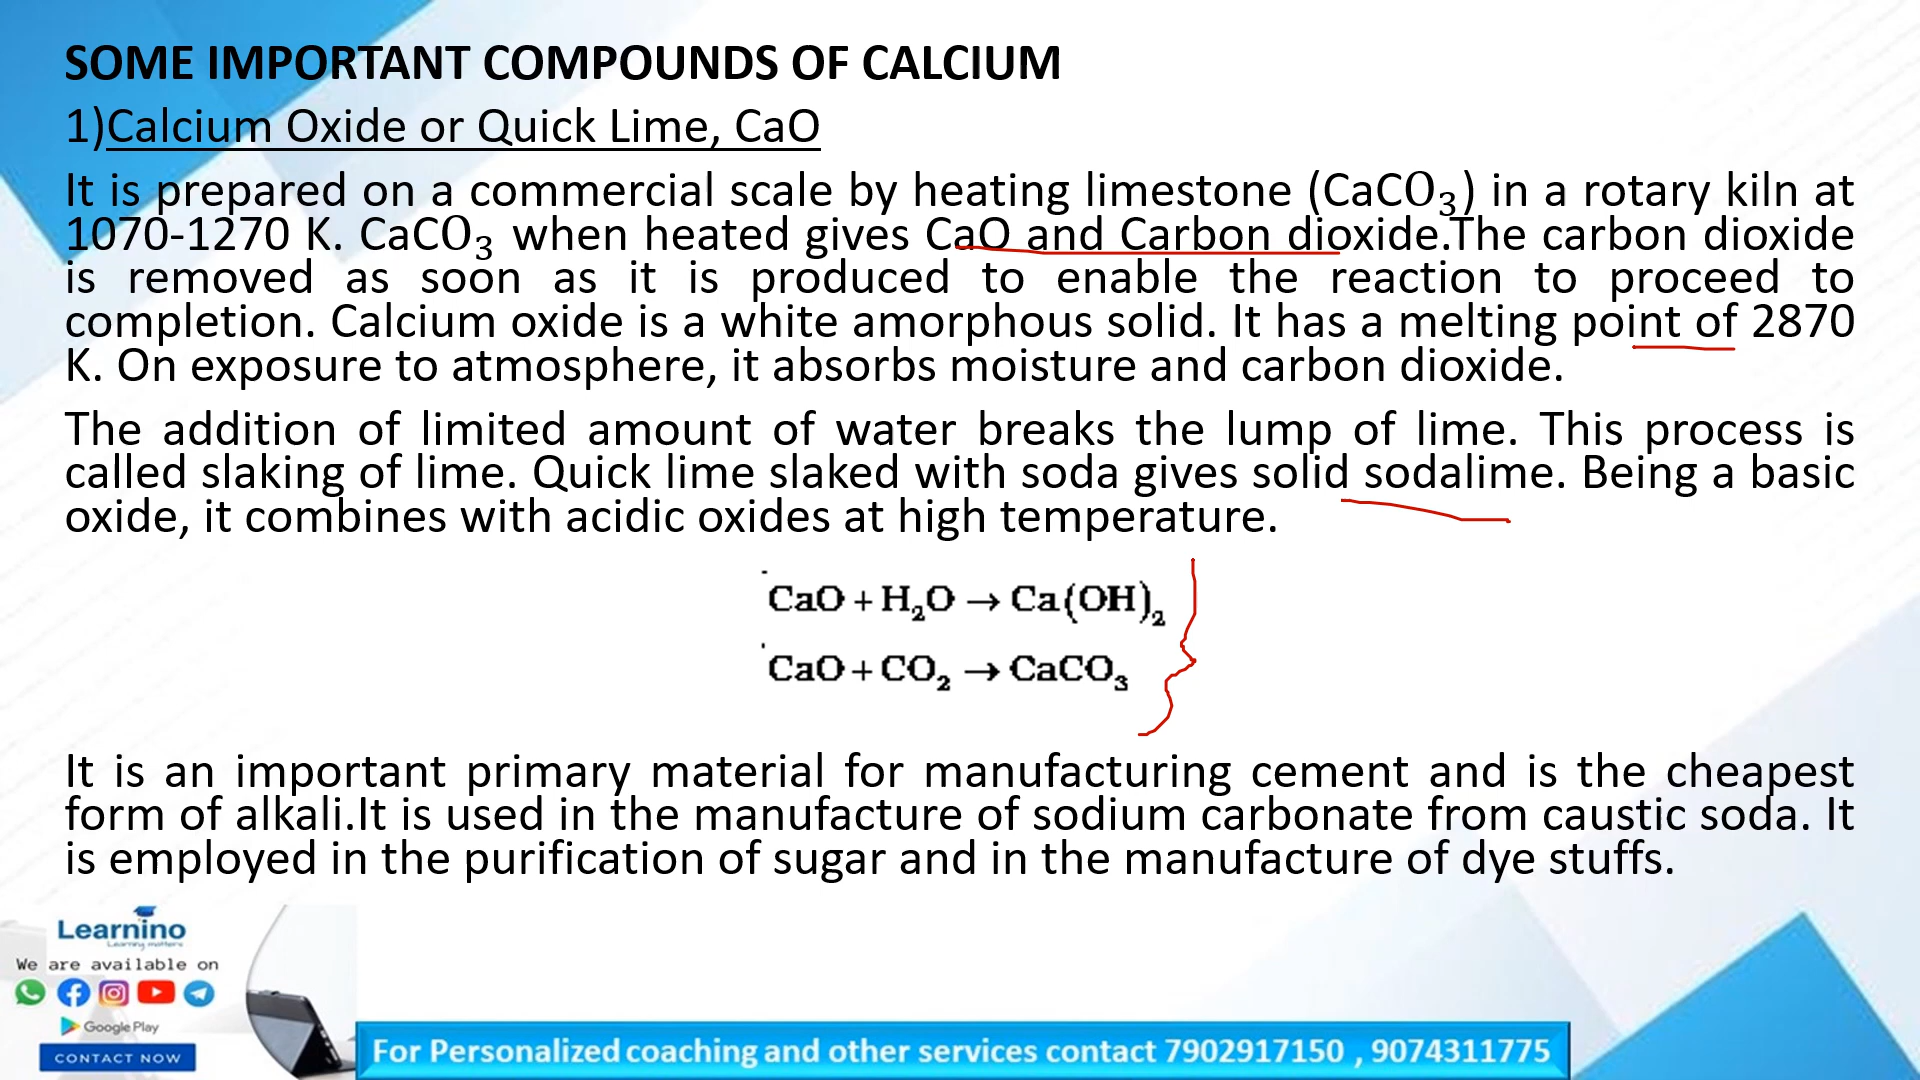 SOME IMPORTANT COMPOUNDS OF CALCIUM
1)Calcium Oxide or Quick Lime, CaO
It is prepared on a commercial scale by heating limestone (CaCO₃) in a rotary kiln at
1070-1270 K. CaCO₃ when heated gives CaO and Carbon dioxide.The carbon dioxide
is removed as soon as it is produced to enable the reaction to proceed to
completion. Calcium oxide is a white amorphous solid. It has a melting point of 2870
K. On exposure to atmosphere, it absorbs moisture and carbon dioxide.
The addition of limited amount of water breaks the lump of lime. This process is
called slaking of lime. Quick lime slaked with soda gives solid sodalime. Being a basic
oxide, it combines with acidic oxides at high temperature.
CaO + H₂O → Ca(OH)₂
CaO + CO₂ → CaCO₃
It is an important primary material for manufacturing cement and is the cheapest
form of alkali.It is used in the manufacture of sodium carbonate from caustic soda. It
is employed in the purification of sugar and in the manufacture of dye stuffs.
Learnino
Learning matters
We are available on
Google Play
CONTACT NOW
For Personalized coaching and other services contact 7902917150 , 9074311775